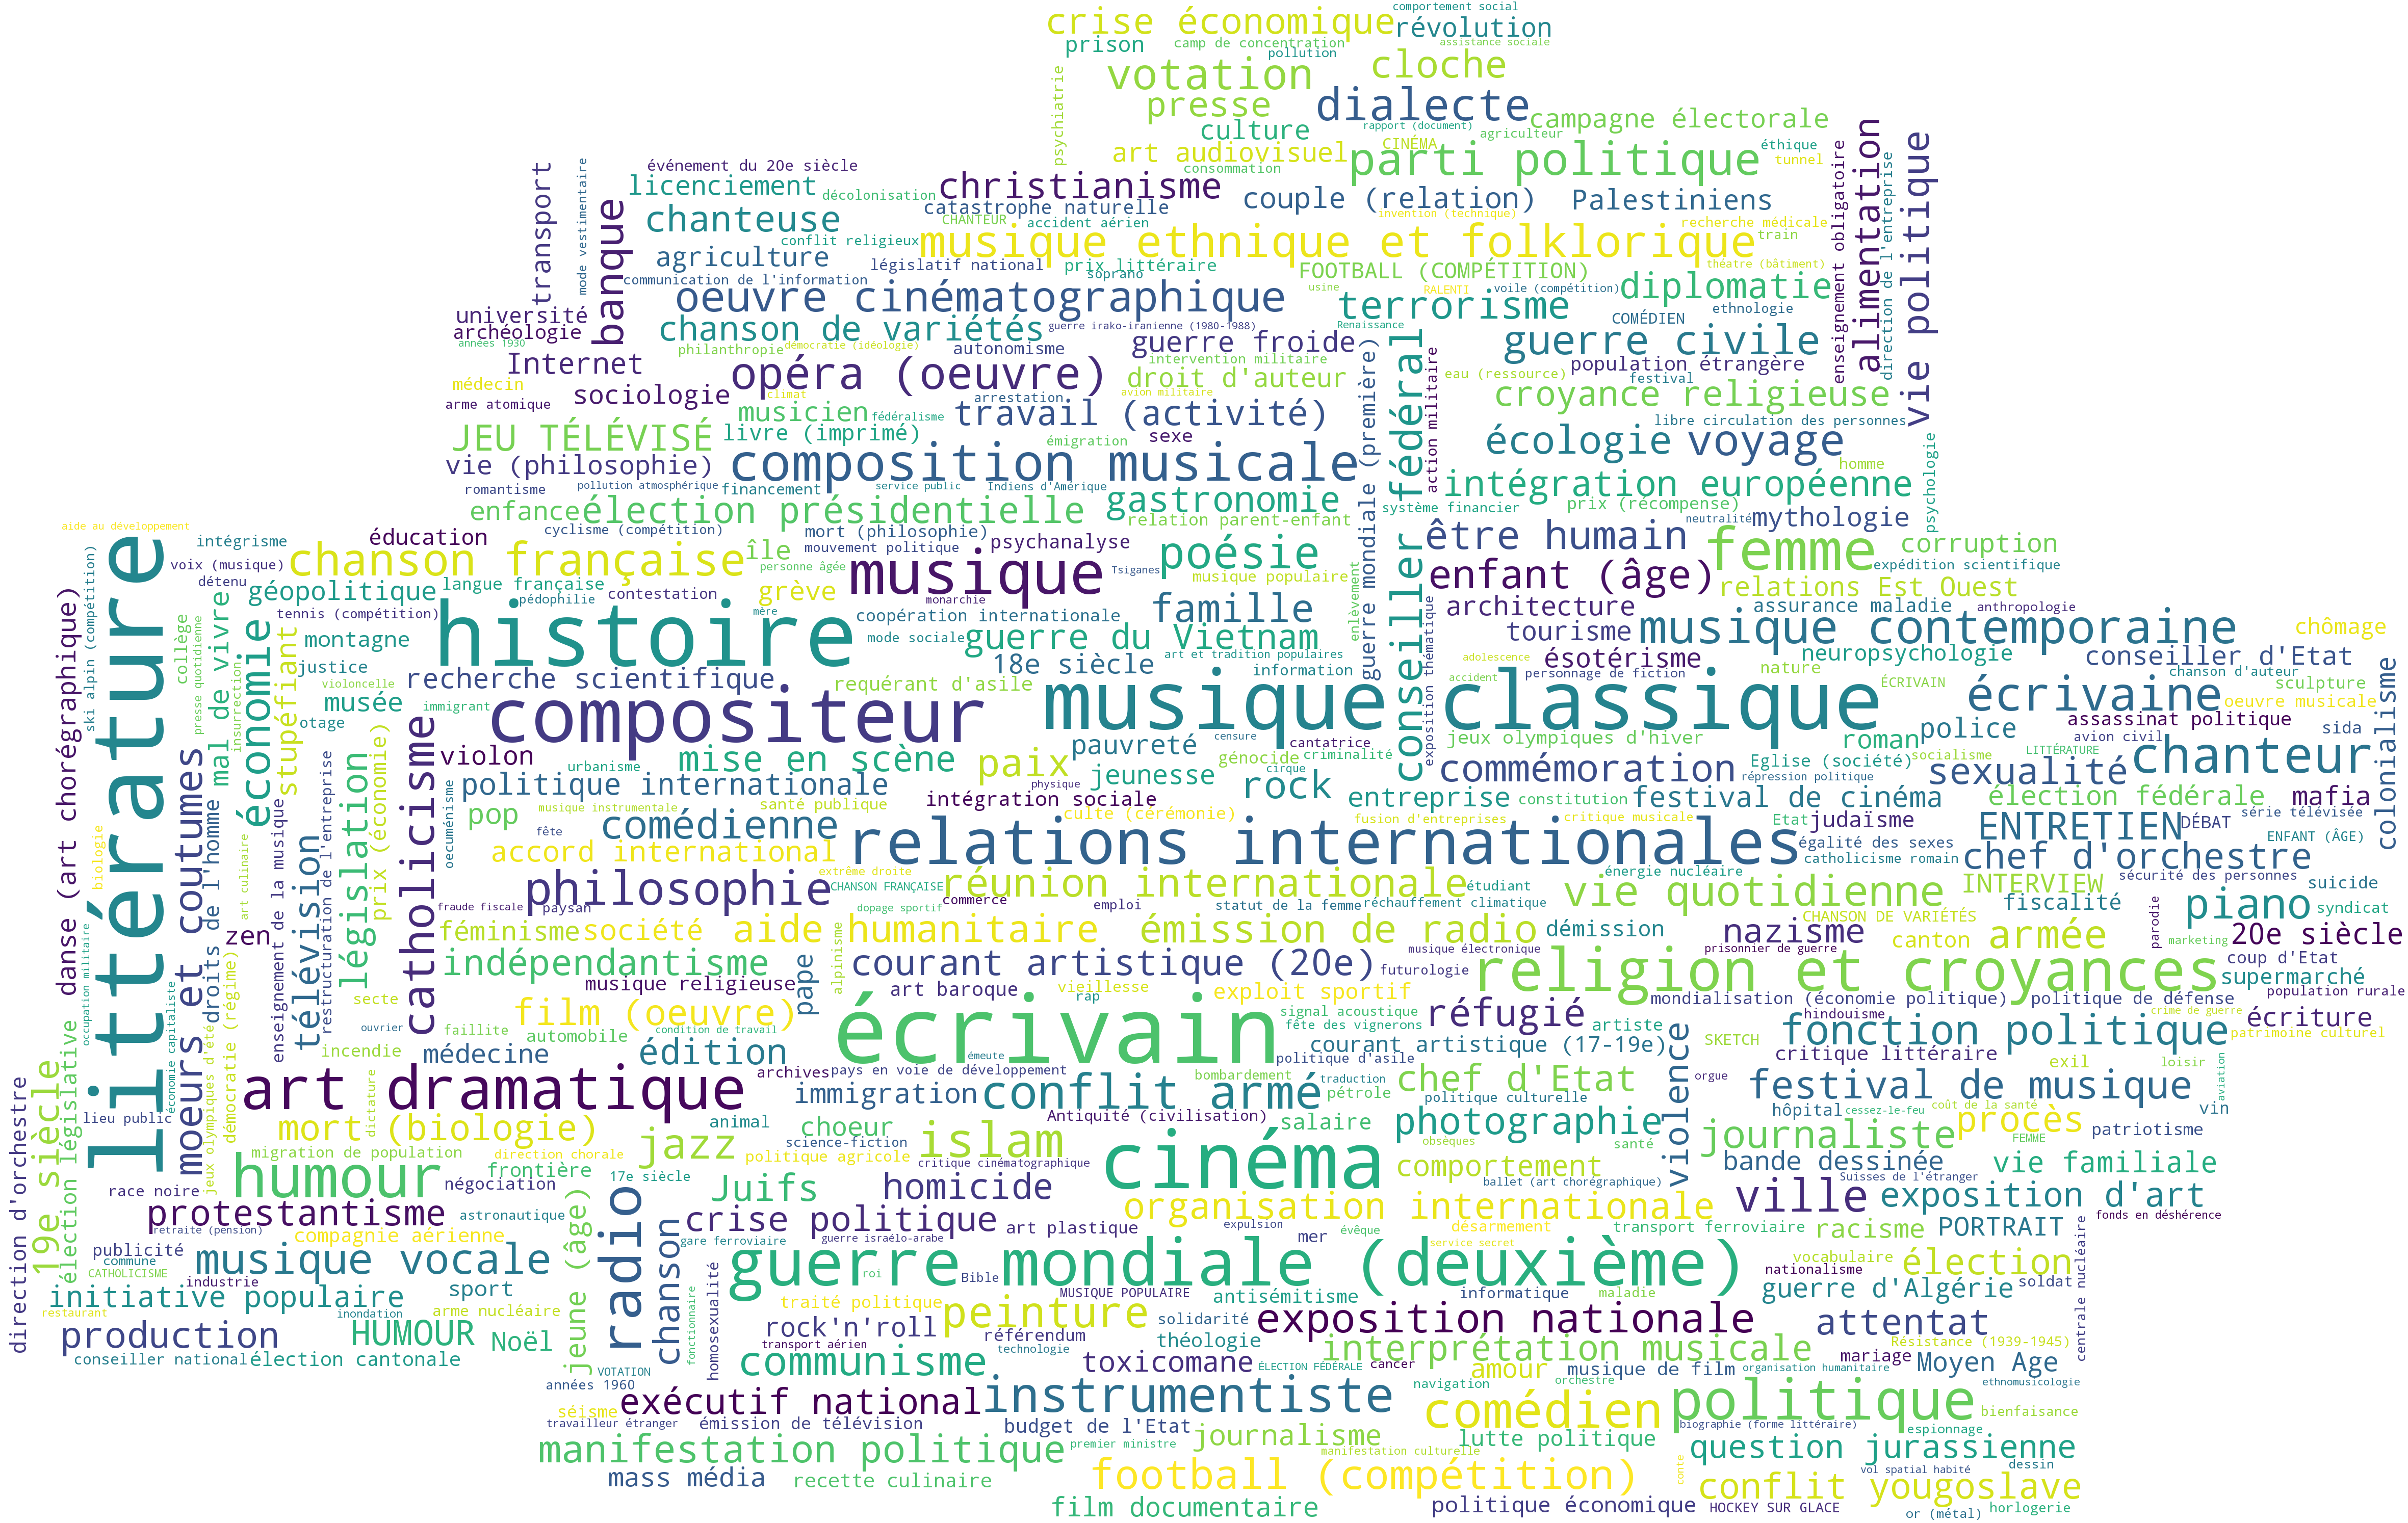 crise économique
comportement social
révolution
prison
camp de concentration
assistance sociale
pollution
psychiatrie
votation
cloche
presse
dialecte
campagne électorale
culture
rapport (document)
agriculteur
art audiovisuel
CINÉMA
parti politique
éthique
tunnel
consommation
événement du 20e siècle
transport
mode vestimentaire
banque
licenciement
décolonisation
christianisme
couple (relation)
Palestiniens
enseignement obligatoire
alimentation
direction de l'entreprise
vie politique
chanteuse
catastrophe naturelle
CHANTEUR
accident aérien
invention (technique)
recherche médicale
conflit religieux
musique ethnique et folklorique
train
agriculture
législatif national
prix littéraire
soprano
FOOTBALL (COMPÉTITION)
théatre (bâtiment)
communication de l'information
oeuvre cinématographique
usine
RALENTI
voile (compétition)
diplomatie
terrorisme
université
archéologie
années 1930
chanson de variétés
guerre irako-iranienne (1980-1988)
Renaissance
COMÉDIEN
ethnologie
philanthropie
démocratie (idéologie)
autonomisme
guerre froide
guerre civile
Internet
intervention militaire
population étrangère
médecin
arme atomique
sociologie
opéra (oeuvre)
climat
arrestation
droit d'auteur
avion militaire
guerre mondiale (première)
conseiller fédéral
action militaire
eau (ressource)
festival
croyance religieuse
musicien
fédéralisme
travail (activité)
libre circulation des personnes
JEU TÉLÉVISÉ
livre (imprimé)
émigration
sexe
écologie
voyage
psychologie
vie (philosophie)
composition musicale
homme
romantisme
pollution atmosphérique
financement
service public
Indiens d'Amérique
intégration européenne
enfance
élection présidentielle
gastronomie
relation parent-enfant
système financier
prix (récompense)
neutralité
mythologie
aide au développement
intégrisme
éducation
cyclisme (compétition)
mort (philosophie)
être humain
femme
corruption
littérature
ski alpin (compétition)
danse (art chorégraphique)
voix (musique)
détenu
chanson française
île
mouvement politique
psychanalyse
poésie
personne âgée
musique
Tsiganes
musique populaire
enlèvement
enfant (âge)
expédition scientifique
relations Est Ouest
géopolitique
langue française
pédophilie
contestation
grève
monarchie
famille
architecture
assurance maladie
anthropologie
collège
presse quotidienne
mal de vivre
insurrection
économie
stupéfiant
tennis (compétition)
montagne
histoire
mère
coopération internationale
mode sociale
guerre du Vietnam
exposition thématique
tourisme
musique contemporaine
chômage
justice
18e siècle
art et tradition populaires
information
adolescence
ésotérisme
neuropsychologie
conseiller d'Etat
violoncelle
recherche scientifique
requérant d'asile
accident
personnage de fiction
nature
ÉCRIVAIN
chanson d'auteur
sculpture
colonialisme
musée
immigrant
otage
compositeur
musique classique
écrivaine
oeuvre musicale
moeurs et coutumes
législation
prix (économie)
catholicisme
violon
oecuménisme
mise en scène
paix
pauvreté
censure
cantatrice
génocide
criminalité
jeux olympiques d'hiver
roman
police
assassinat politique
avion civil
sida
urbanisme
politique internationale
physique
jeunesse
cirque
commémoration
Eglise (société)
socialisme
LITTÉRATURE
chanteur
répression politique
sexualité
pop
musique instrumentale
santé publique
intégration sociale
rock
entreprise
constitution
festival de cinéma
élection fédérale
mafia
fête
comédienne
culte (cérémonie)
fusion d'entreprises
critique musicale
Etat
judaïsme
ENTRETIEN
DÉBAT
série télévisée
ENFANT (ÂGE)
biologie
droits de l'homme
art culinaire
enseignement de la musique
télévision
restructuration de l'entreprise
accord international
relations internationales
égalité des sexes
catholicisme romain
chef d'orchestre
extrême droite
philosophie
CHANSON FRANÇAISE
réunion internationale
étudiant
énergie nucléaire
vie quotidienne
INTERVIEW
sécurité des personnes
suicide
fraude fiscale
paysan
dopage sportif
commerce
emploi
statut de la femme
réchauffement climatique
CHANSON DE VARIÉTÉS
fiscalité
parodie
piano
syndicat
zen
féminisme
société
aide humanitaire
émission de radio
démission
nazisme
canton
armée
marketing
20e siècle
occupation militaire
démocratie (régime)
indépendantisme
pape
alpinisme
courant artistique (20e)
musique électronique
futurologie
prisonnier de guerre
religion et croyances
coup d'Etat
supermarché
secte
musique religieuse
art baroque
vieillesse
rap
exploit sportif
mondialisation (économie politique)
politique de défense
population rurale
économie capitaliste
jeux olympiques d'été
film (oeuvre)
écrivain
signal acoustique
fête des vignerons
réfugié
artiste
hindouisme
crime de guerre
écriture
ouvrier
faillite
automobile
condition de travail
SKETCH
fonction politique
patrimoine culturel
incendie
médecine
édition
émeute
politique d'asile
courant artistique (17-19e)
violence
critique littéraire
exil
loisir
aviation
direction d'orchestre
19e siècle
élection législative
dictature
art dramatique
archives
pays en voie de développement
bombardement
traduction
chef d'Etat
orgue
festival de musique
immigration
conflit armé
pétrole
politique culturelle
lieu public
mort (biologie)
animal
choeur
Antiquité (civilisation)
salaire
photographie
hôpital
cessez-le-feu
coût de la santé
vin
procès
migration de population
direction chorale
jazz
science-fiction
politique agricole
islam
critique cinématographique
cinéma
obsèques
santé
journaliste
FEMME
patriotisme
race noire
humour
négociation
frontière
jeune (âge)
17e siècle
radio
Juifs
homicide
comportement
ballet (art chorégraphique)
bande dessinée
Suisses de l'étranger
vie familiale
protestantisme
retraite (pension)
astronautique
compagnie aérienne
chanson
crise politique
art plastique
organisation internationale
ville
exposition d'art
fonds en déshérence
publicité
commune
CATHOLICISME
industrie
musique vocale
gare ferroviaire
guerre israélo-arabe
expulsion
mer
évêque
désarmement
service secret
transport ferroviaire
racisme
PORTRAIT
centrale nucléaire
sport
fonctionnaire
homosexualité
guerre mondiale (deuxième)
roi
Bible
vocabulaire
nationalisme
élection
initiative populaire
restaurant
inondation
arme nucléaire
MUSIQUE POPULAIRE
antisémitisme
informatique
maladie
guerre d'Algérie
soldat
traité politique
peinture
solidarité
exposition nationale
attentat
production
HUMOUR
Noël
rock'n'roll
transport aérien
référendum
technologie
théologie
interprétation musicale
Résistance (1939-1945)
mariage
conseiller national
élection cantonale
VOTATION
communisme
toxicomane
ÉLECTION FÉDÉRALE
cancer
amour
musique de film
organisation humanitaire
Moyen Age
années 1960
séisme
exécutif national
instrumentiste
navigation
orchestre
ethnomusicologie
travailleur étranger
émission de télévision
budget de l'Etat
comédien
politique
biographie (forme littéraire)
bienfaisance
espionnage
manifestation politique
premier ministre
journalisme
manifestation culturelle
lutte politique
question jurassienne
mass média
recette culinaire
football (compétition)
conte
vol spatial habité
dessin
conflit yougoslave
film documentaire
politique économique
HOCKEY SUR GLACE
or (métal)
horlogerie